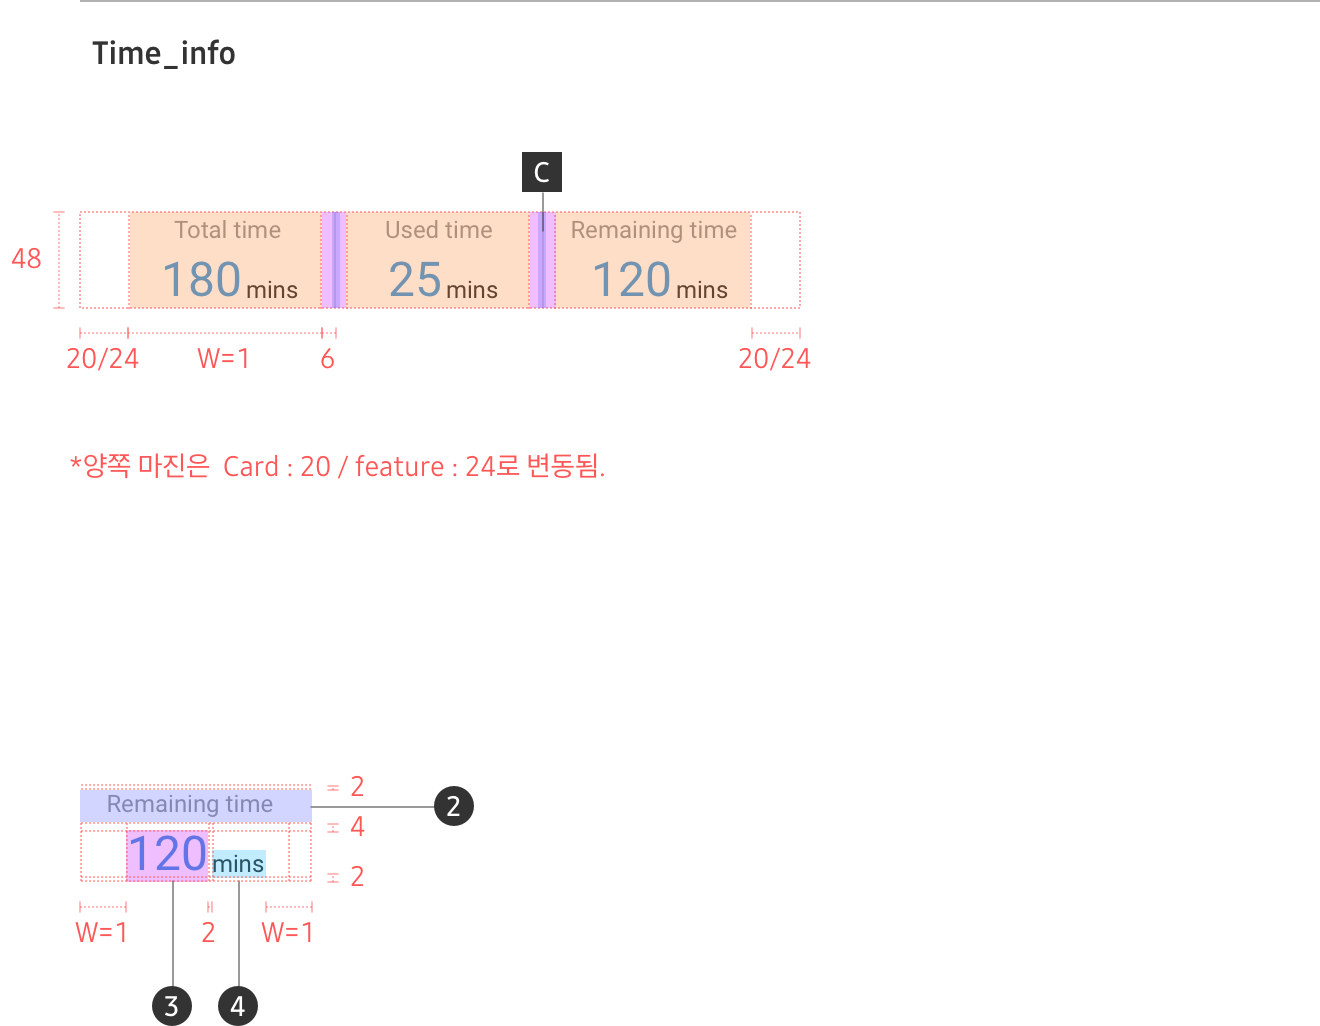 Time_info
C
Total time Used time Remaining time
48
180 mins 25 mins 120 mins
20/24 W=1 6 20/24
*양쪽 마진은 Card : 20 / feature : 24로 변동됨.
2
Remaining time 2
4
120 mins
2
W=1 2 W=1
3 4